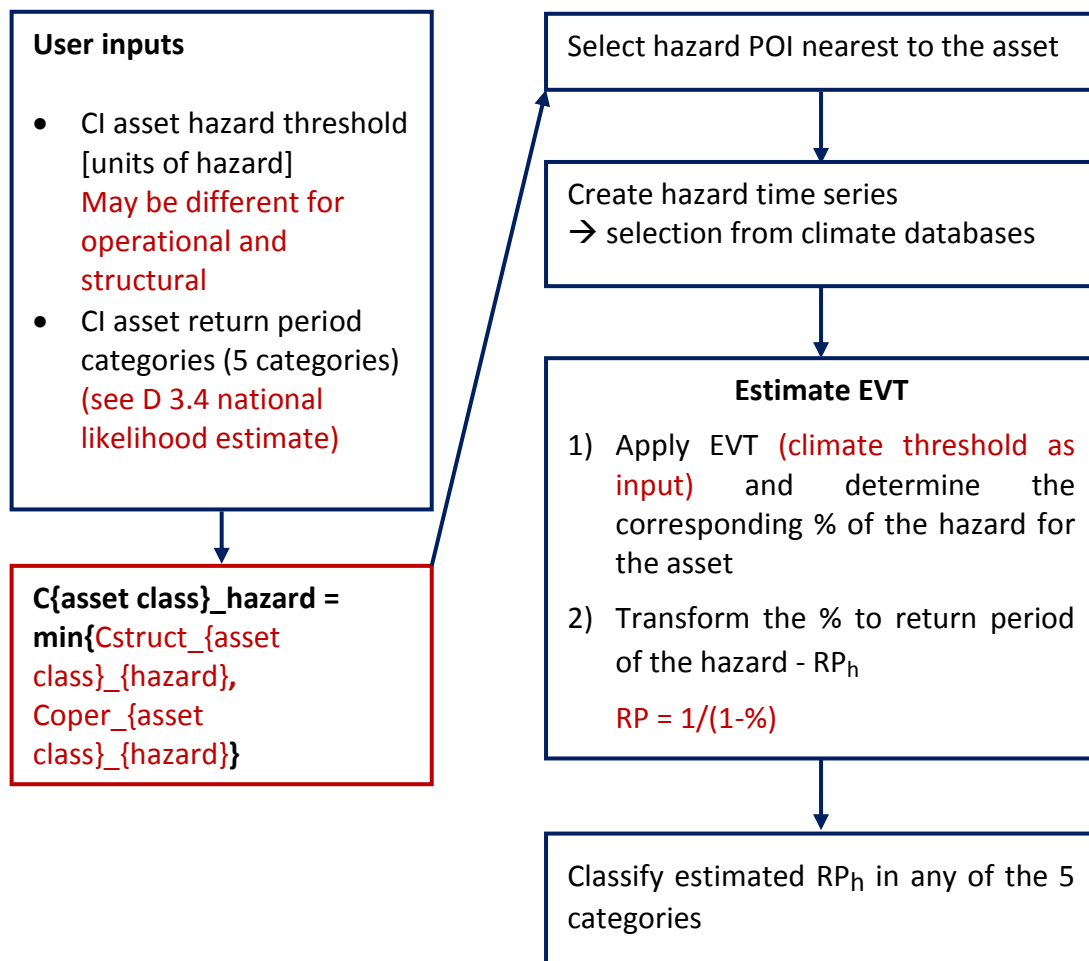 User inputs
• CI asset hazard threshold
[units of hazard]
May be different for
operational and
structural
• CI asset return period
categories (5 categories)
(see D 3.4 national
likelihood estimate)
C{asset class}_hazard =
min{Cstruct_{asset
class}_{hazard},
Coper_{asset
class}_{hazard}}
Select hazard POI nearest to the asset
Create hazard time series
→ selection from climate databases
Estimate EVT
1) Apply EVT (climate threshold as
input) and determine the
corresponding % of the hazard for
the asset
2) Transform the % to return period
of the hazard - RPh
RP = 1/(1-%)
Classify estimated RPh in any of the 5
categories